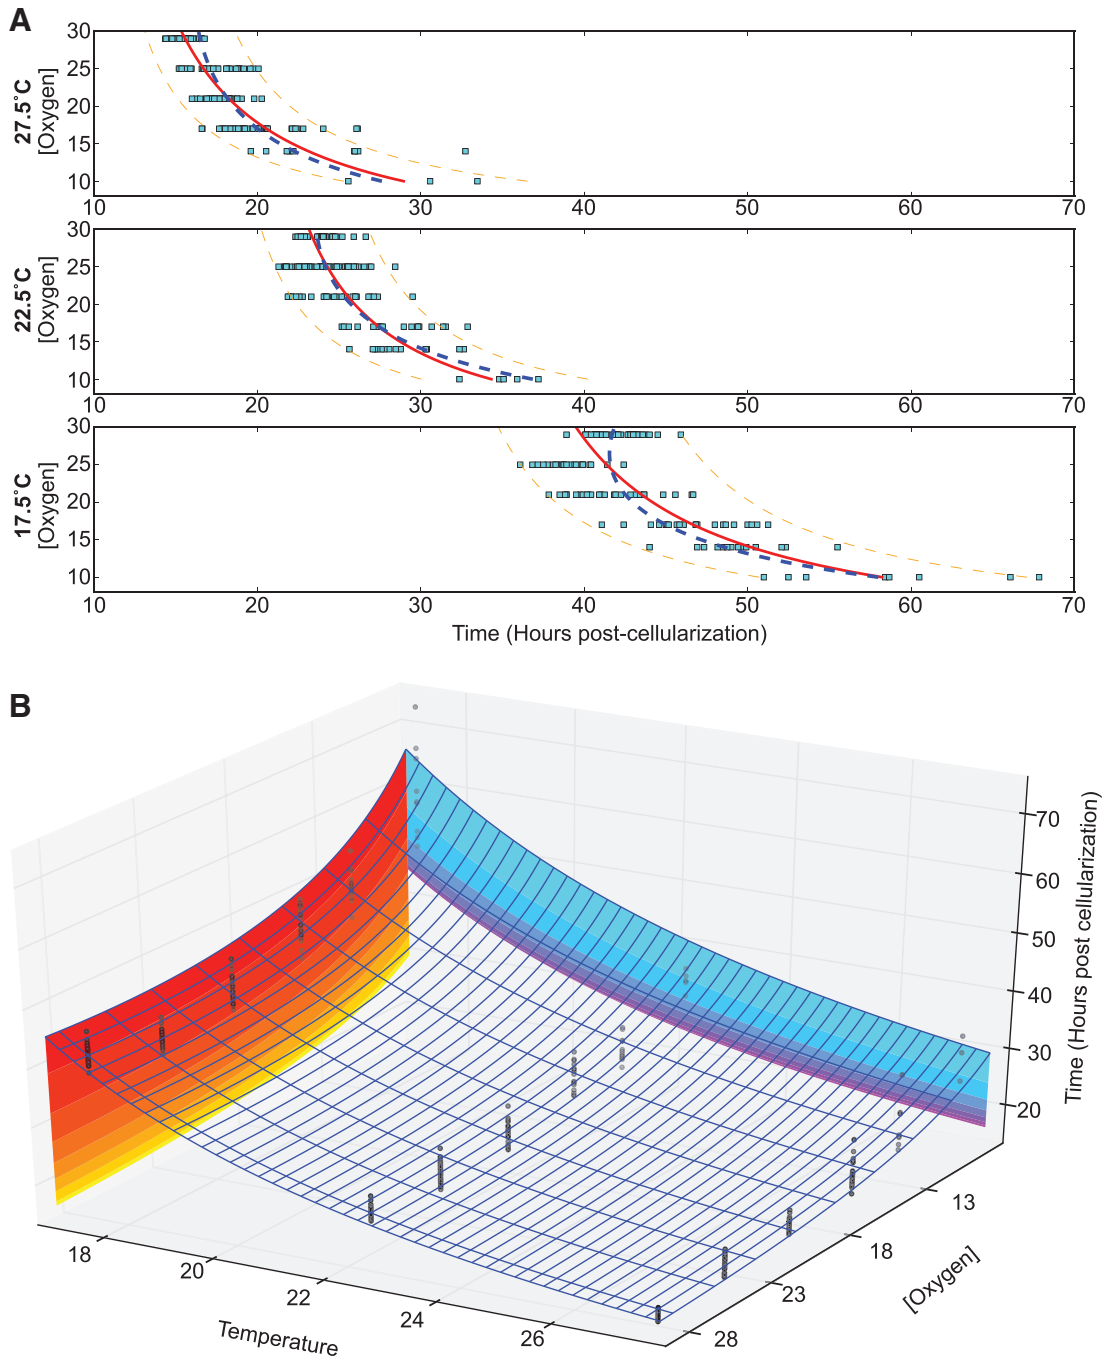 A
27.5°C
[Oxygen]
30
25
20
15
10
10 20 30 40 50 60 70
22.5°C
[Oxygen]
30
25
20
15
10
10 20 30 40 50 60 70
17.5°C
[Oxygen]
30
25
20
15
10
10 20 30 40 50 60 70
Time (Hours post-cellularization)
B
70
60
50
40
30
20
Time (Hours post cellularization)
13
18
23
28
[Oxygen]
18
20
22
24
26
Temperature